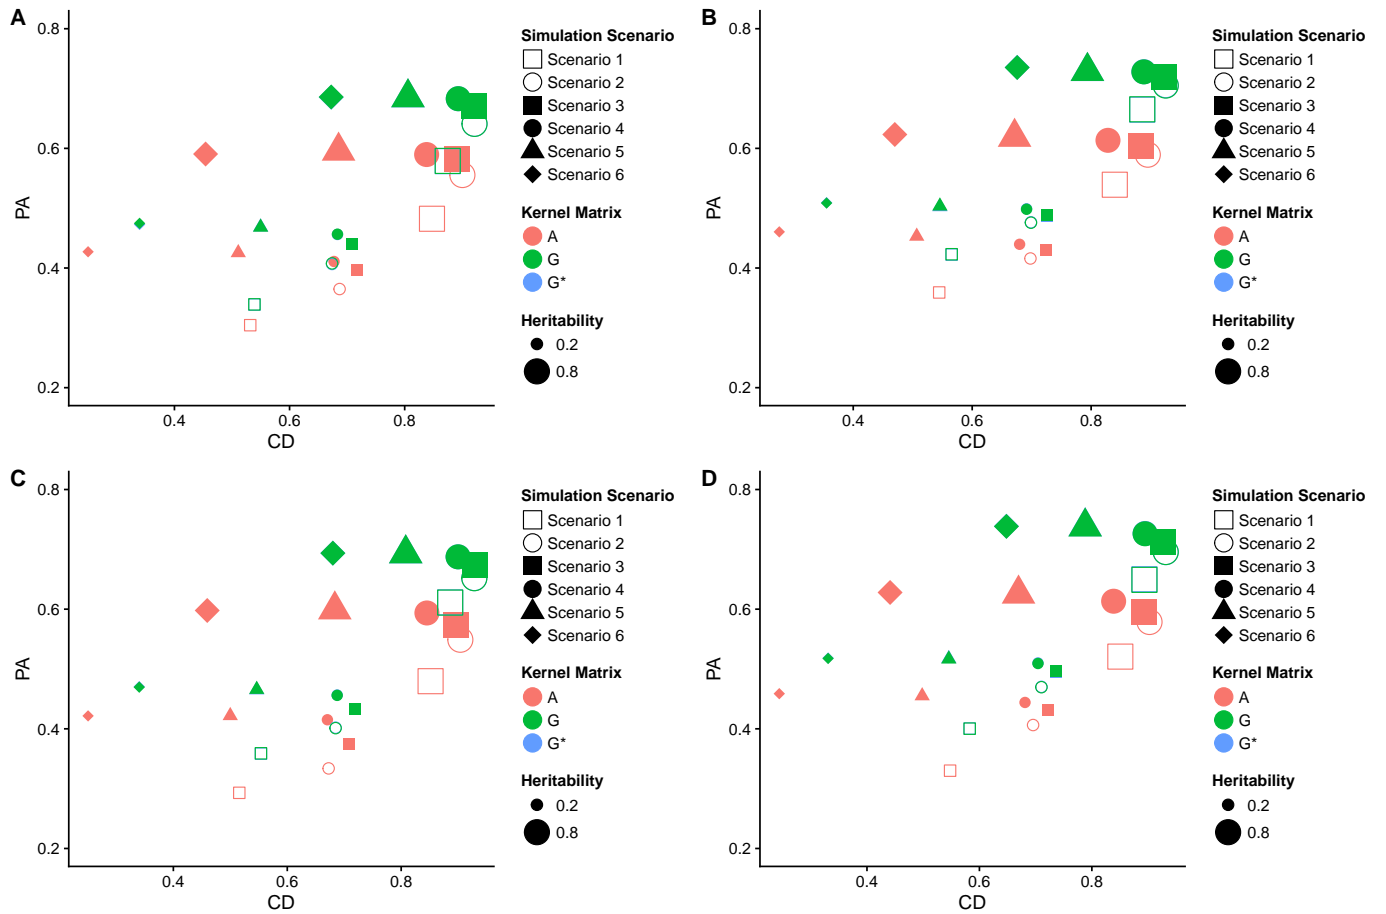 A
0.8
0.6
0.4
0.2
PA
0.4
0.6
0.8
CD
Simulation Scenario
Scenario 1
Scenario 2
Scenario 3
Scenario 4
Scenario 5
Scenario 6
Kernel Matrix
A
G
G*
Heritability
0.2
0.8
B
0.8
0.6
0.4
0.2
PA
0.4
0.6
0.8
CD
Simulation Scenario
Scenario 1
Scenario 2
Scenario 3
Scenario 4
Scenario 5
Scenario 6
Kernel Matrix
A
G
G*
Heritability
0.2
0.8
C
0.8
0.6
0.4
0.2
PA
0.4
0.6
0.8
CD
Simulation Scenario
Scenario 1
Scenario 2
Scenario 3
Scenario 4
Scenario 5
Scenario 6
Kernel Matrix
A
G
G*
Heritability
0.2
0.8
D
0.8
0.6
0.4
0.2
PA
0.4
0.6
0.8
CD
Simulation Scenario
Scenario 1
Scenario 2
Scenario 3
Scenario 4
Scenario 5
Scenario 6
Kernel Matrix
A
G
G*
Heritability
0.2
0.8